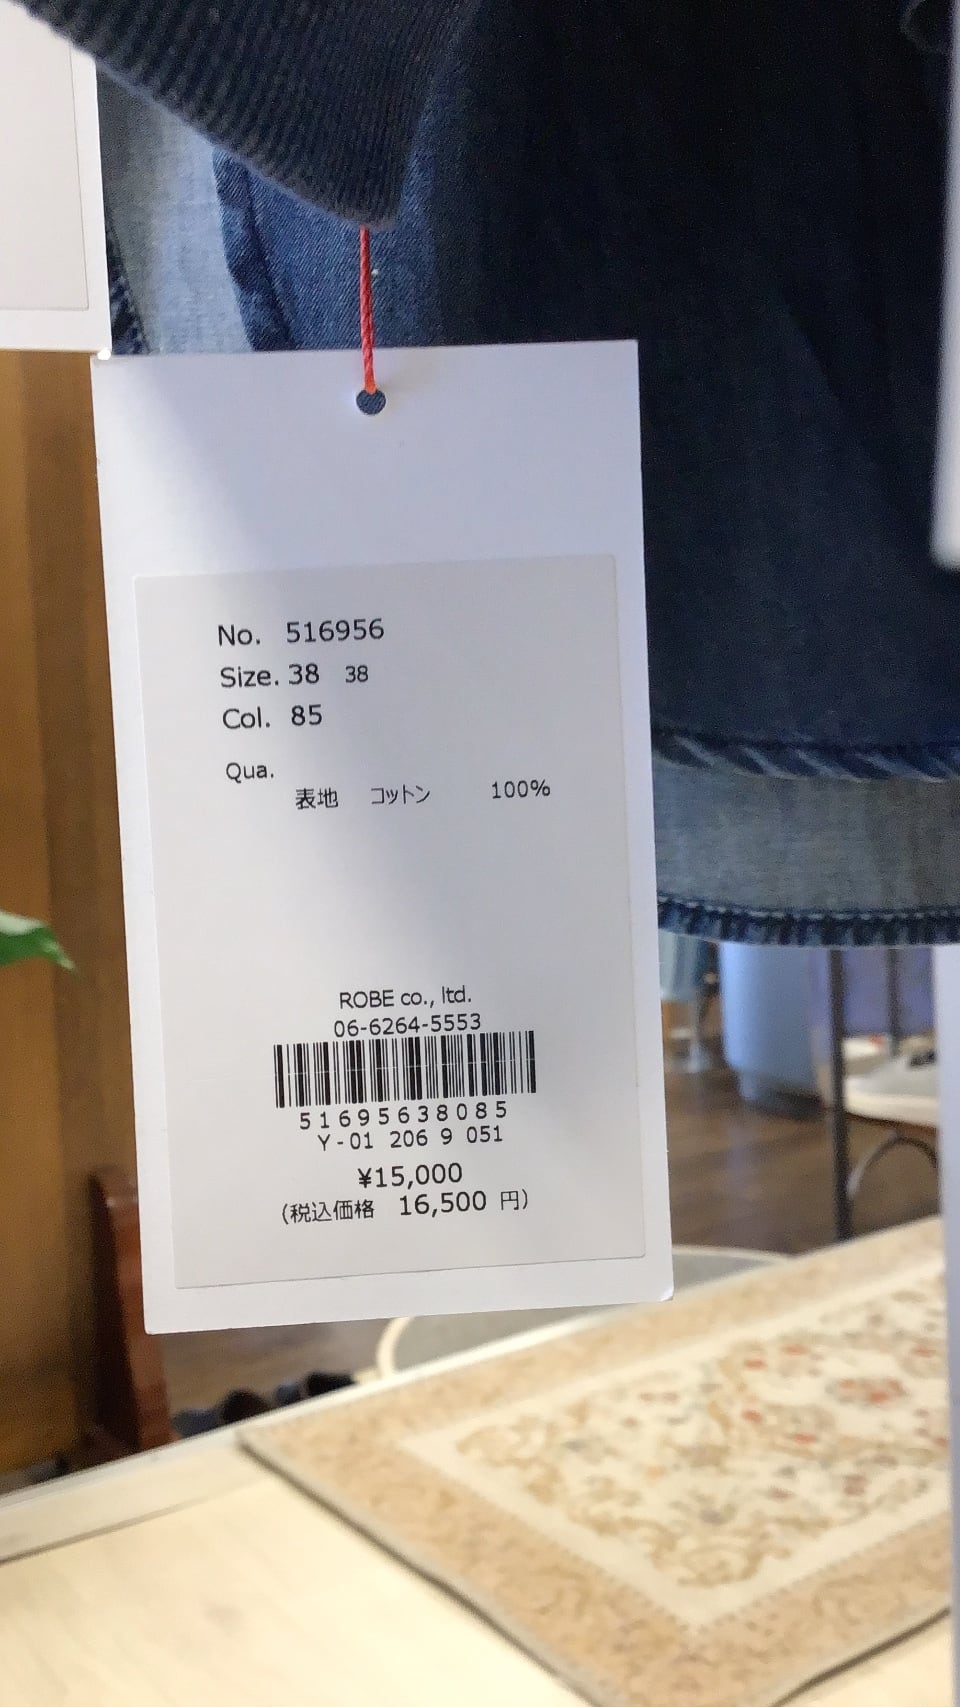 No. 516956
Size. 38 38
Col. 85
Qua.
表地 コットン 100%
ROBE co., ltd.
06-6264-5553
51695638085
Y-01 206 9 051
¥15,000
(税込価格 16,500 円)